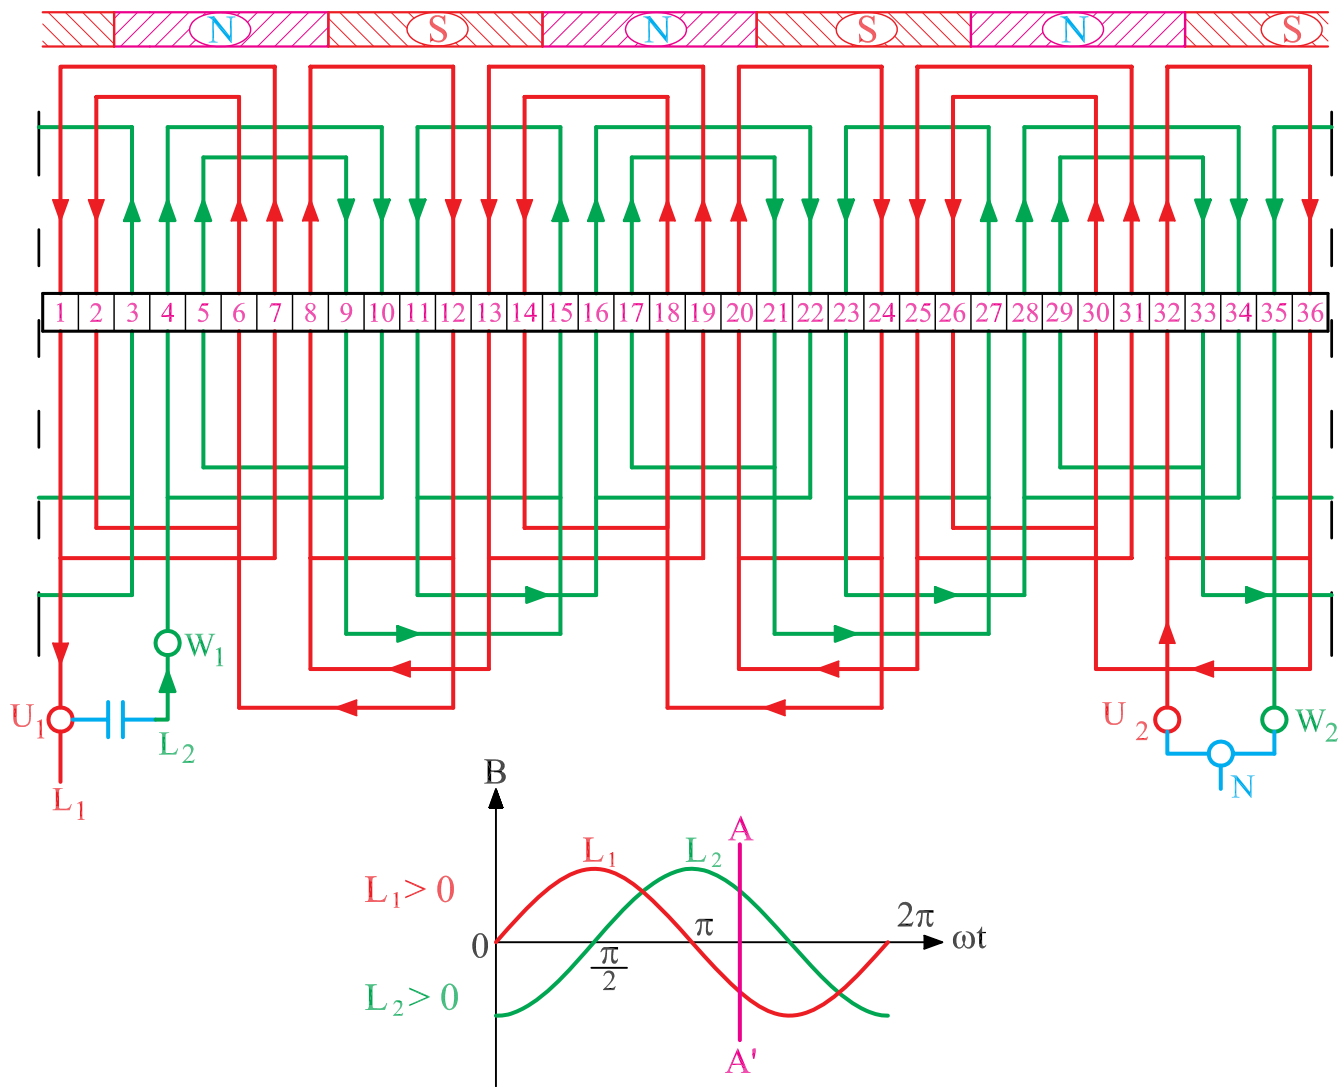 N S N S N S
1 2 3 4 5 6 7 8 9 10 11 12 13 14 15 16 17 18 19 20 21 22 23 24 25 26 27 28 29 30 31 32 33 34 35 36
W1
U1 L2 U2 W2
L1 N
B
A
L1 L2
L1 > 0
π 2π
0 ωt
π/2
L2 > 0
A'